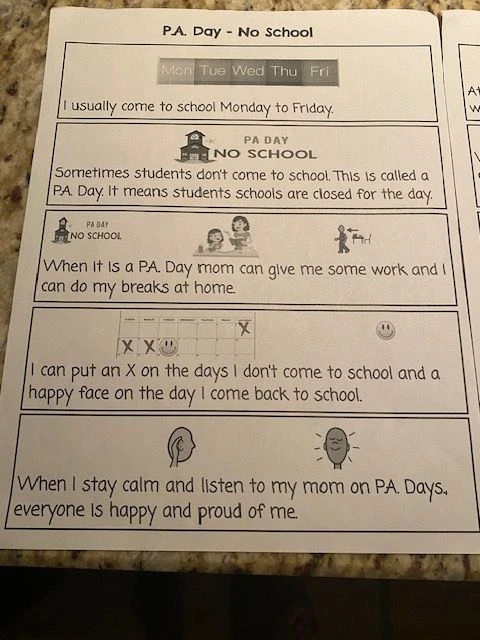 P.A. Day - No School
Mon Tue Wed Thu Fri
I usually come to school Monday to Friday.
PA DAY
NO SCHOOL
Sometimes students don't come to school. This is called a
P.A. Day. It means students schools are closed for the day.
PA DAY
NO SCHOOL
When it is a P.A. Day mom can give me some work and I
can do my breaks at home.
X
X X
I can put an X on the days I don't come to school and a
happy face on the day I come back to school.
When I stay calm and listen to my mom on P.A. Days,
everyone is happy and proud of me.
At